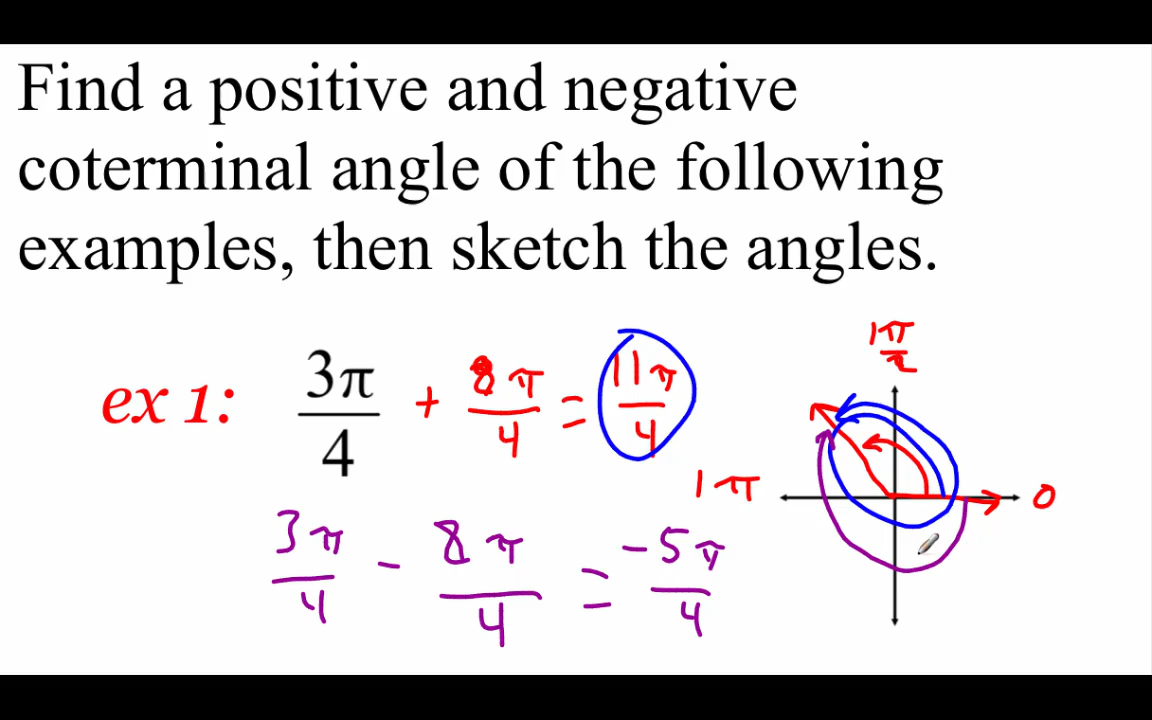 Find a positive and negative
coterminal angle of the following
examples, then sketch the angles.
1π/2
ex 1: 3π/4 + 8π/4 = 11π/4
1π 0
3π/4 - 8π/4 = -5π/4